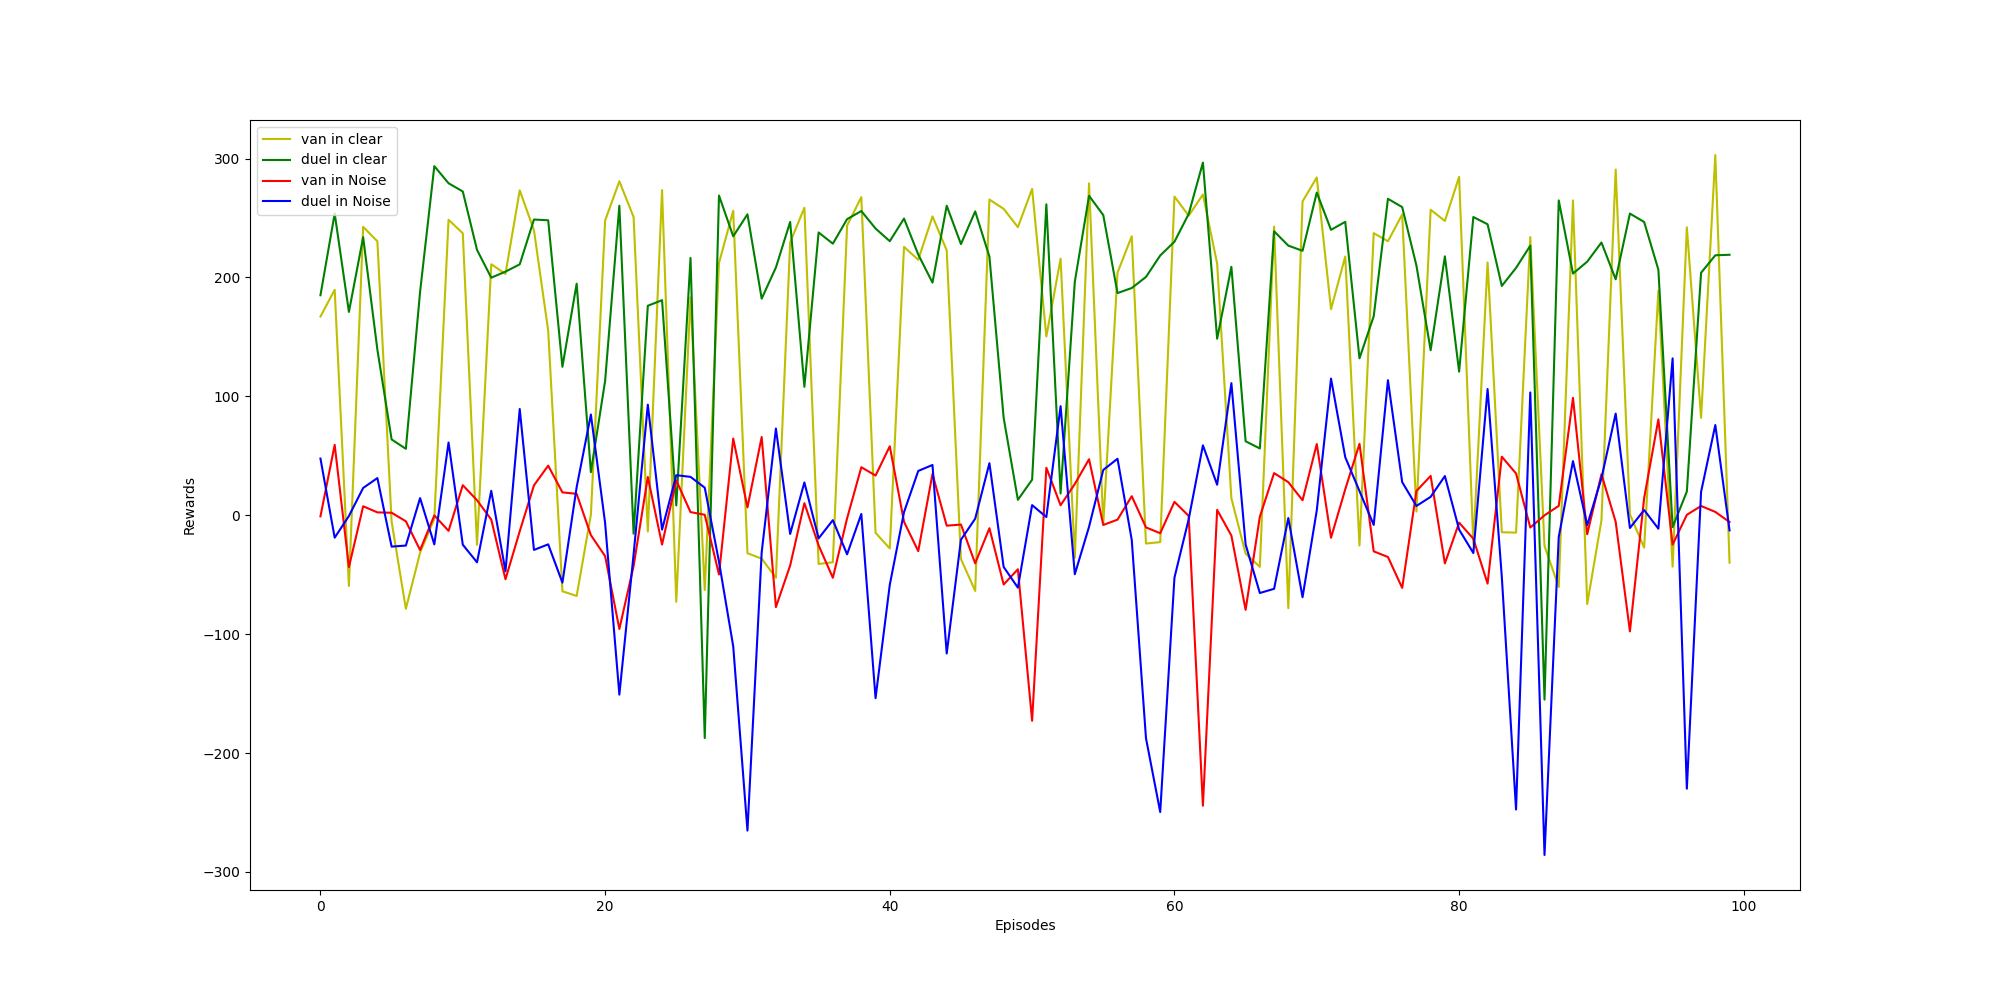 van in clear
duel in clear
van in Noise
duel in Noise
300
200
100
0
−100
−200
−300
Rewards
0 20 40 60 80 100
Episodes